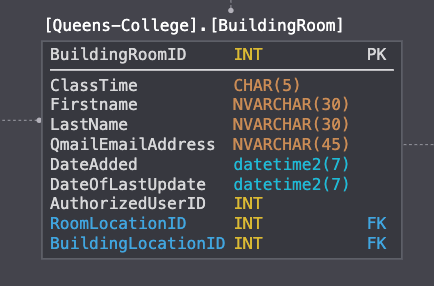 [Queens-College].[BuildingRoom]
BuildingRoomID INT PK
ClassTime CHAR(5)
Firstname NVARCHAR(30)
LastName NVARCHAR(30)
QmailEmailAddress NVARCHAR(45)
DateAdded datetime2(7)
DateOfLastUpdate datetime2(7)
AuthorizedUserID INT
RoomLocationID INT FK
BuildingLocationID INT FK